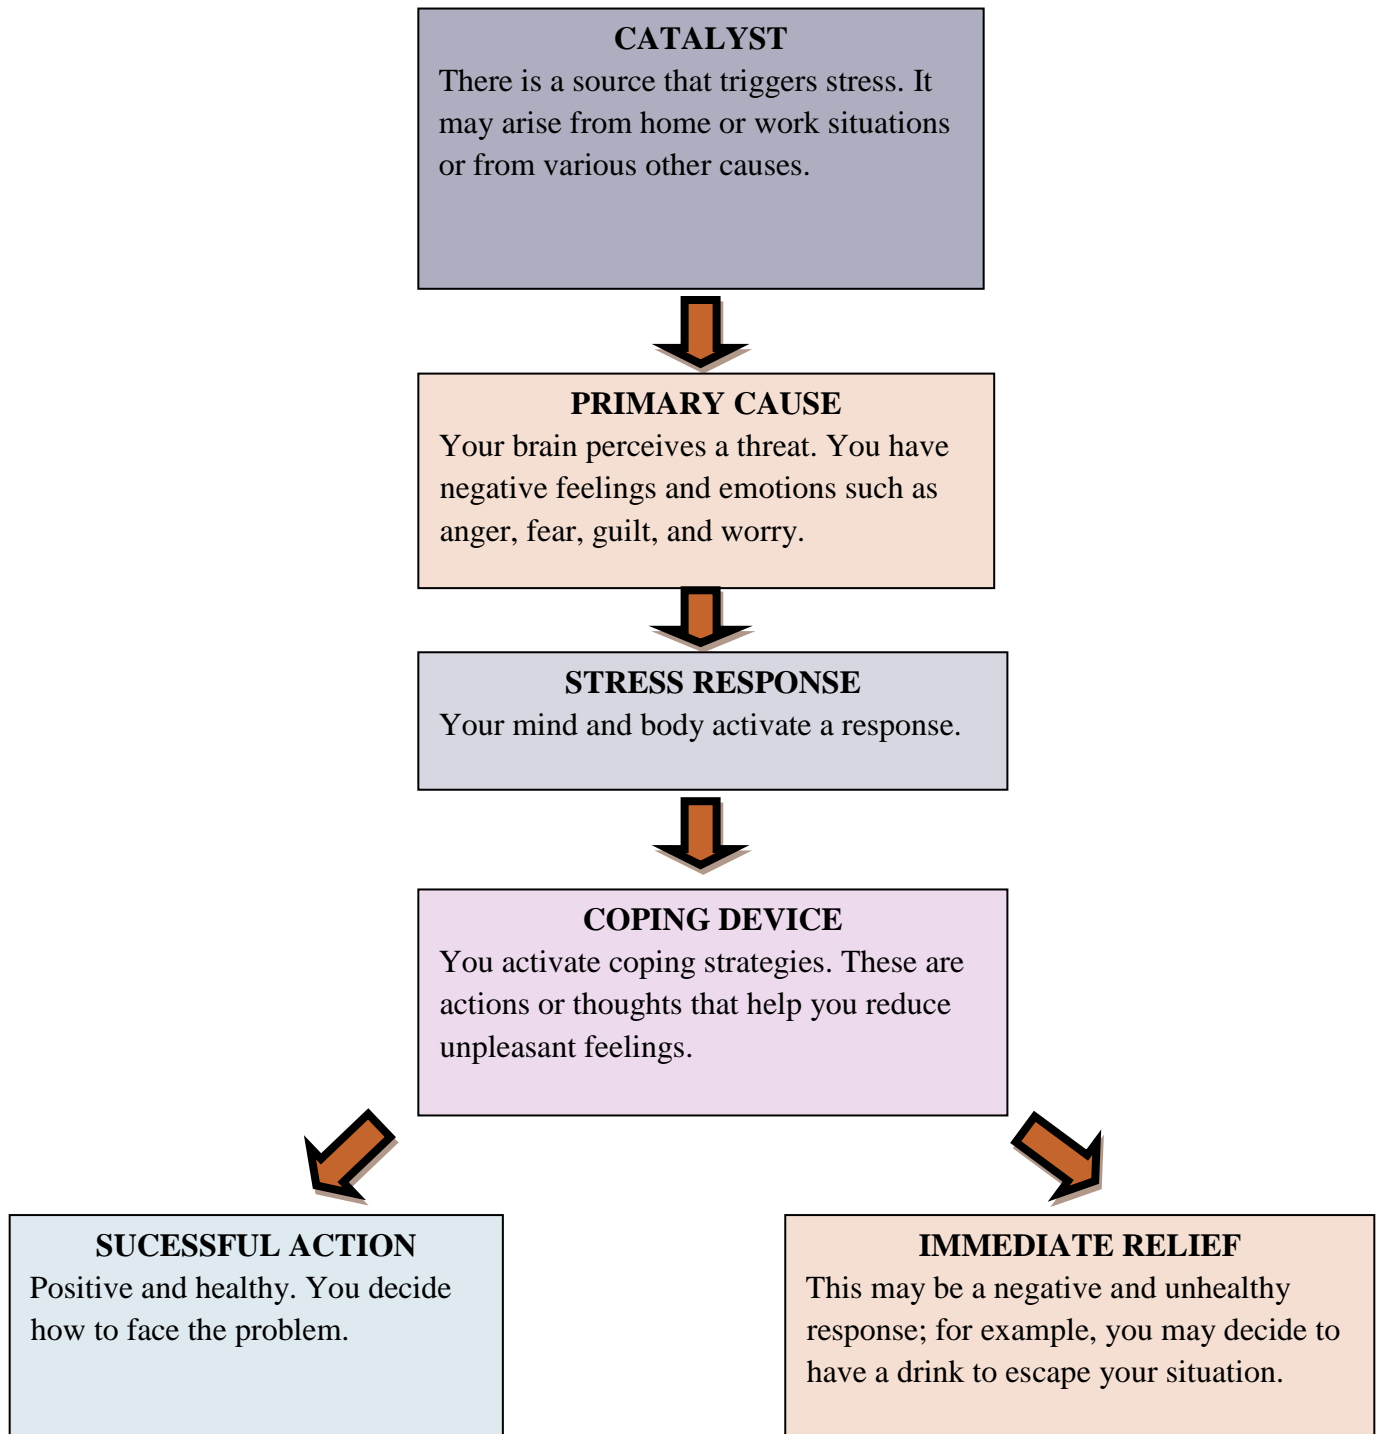 CATALYST
There is a source that triggers stress. It
may arise from home or work situations
or from various other causes.
PRIMARY CAUSE
Your brain perceives a threat. You have
negative feelings and emotions such as
anger, fear, guilt, and worry.
STRESS RESPONSE
Your mind and body activate a response.
COPING DEVICE
You activate coping strategies. These are
actions or thoughts that help you reduce
unpleasant feelings.
SUCESSFUL ACTION
Positive and healthy. You decide
how to face the problem.
IMMEDIATE RELIEF
This may be a negative and unhealthy
response; for example, you may decide to
have a drink to escape your situation.